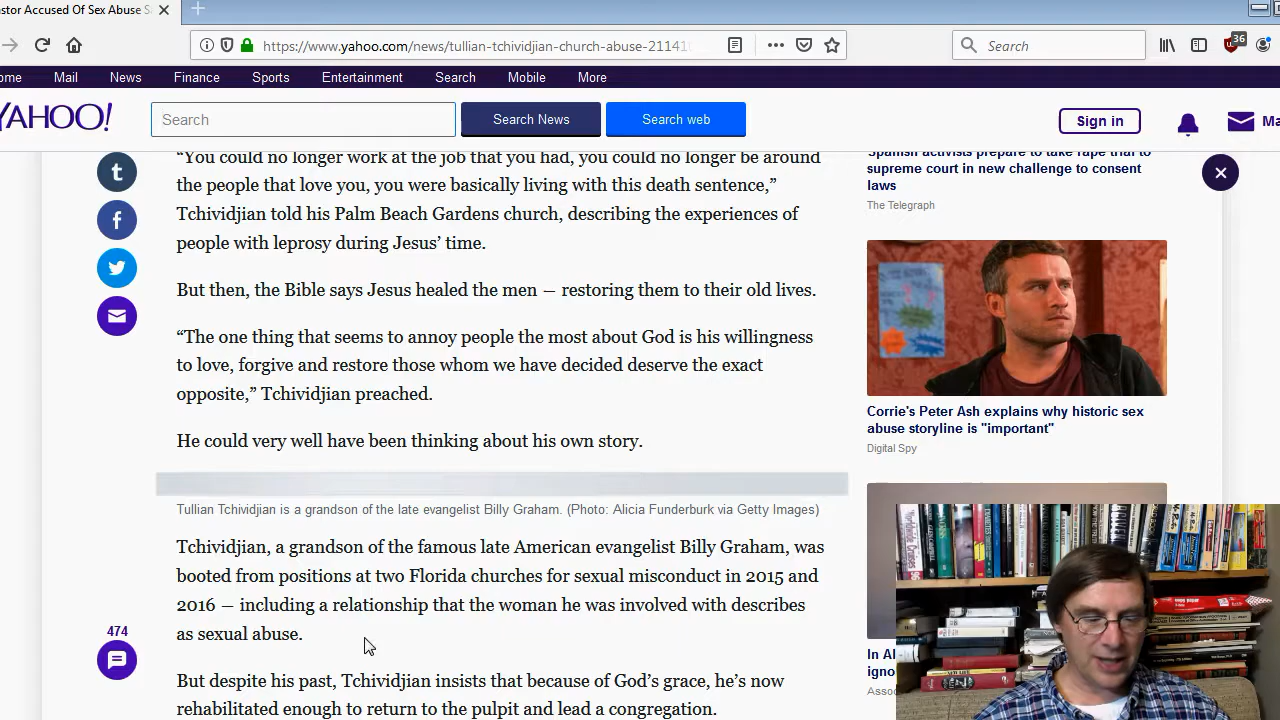 astor Accused Of Sex Abuse S
https://www.yahoo.com/news/tullian-tchividjian-church-abuse-21141
Search
36
ome Mail News Finance Sports Entertainment Search Mobile More
YAHOO!
Search
Search News
Search web
Sign in
Ma
“You could no longer work at the job that you had, you could no longer be around
the people that love you, you were basically living with this death sentence,”
Tchividjian told his Palm Beach Gardens church, describing the experiences of
people with leprosy during Jesus’ time.
But then, the Bible says Jesus healed the men — restoring them to their old lives.
“The one thing that seems to annoy people the most about God is his willingness
to love, forgive and restore those whom we have decided deserve the exact
opposite,” Tchividjian preached.
He could very well have been thinking about his own story.
Tullian Tchividjian is a grandson of the late evangelist Billy Graham. (Photo: Alicia Funderburk via Getty Images)
Tchividjian, a grandson of the famous late American evangelist Billy Graham, was
booted from positions at two Florida churches for sexual misconduct in 2015 and
2016 — including a relationship that the woman he was involved with describes
as sexual abuse.
But despite his past, Tchividjian insists that because of God’s grace, he’s now
rehabilitated enough to return to the pulpit and lead a congregation.
474
Spanish activists prepare to take rape trial to
supreme court in new challenge to consent
laws
The Telegraph
Corrie's Peter Ash explains why historic sex
abuse storyline is "important"
Digital Spy
In Al
igno
Assoc